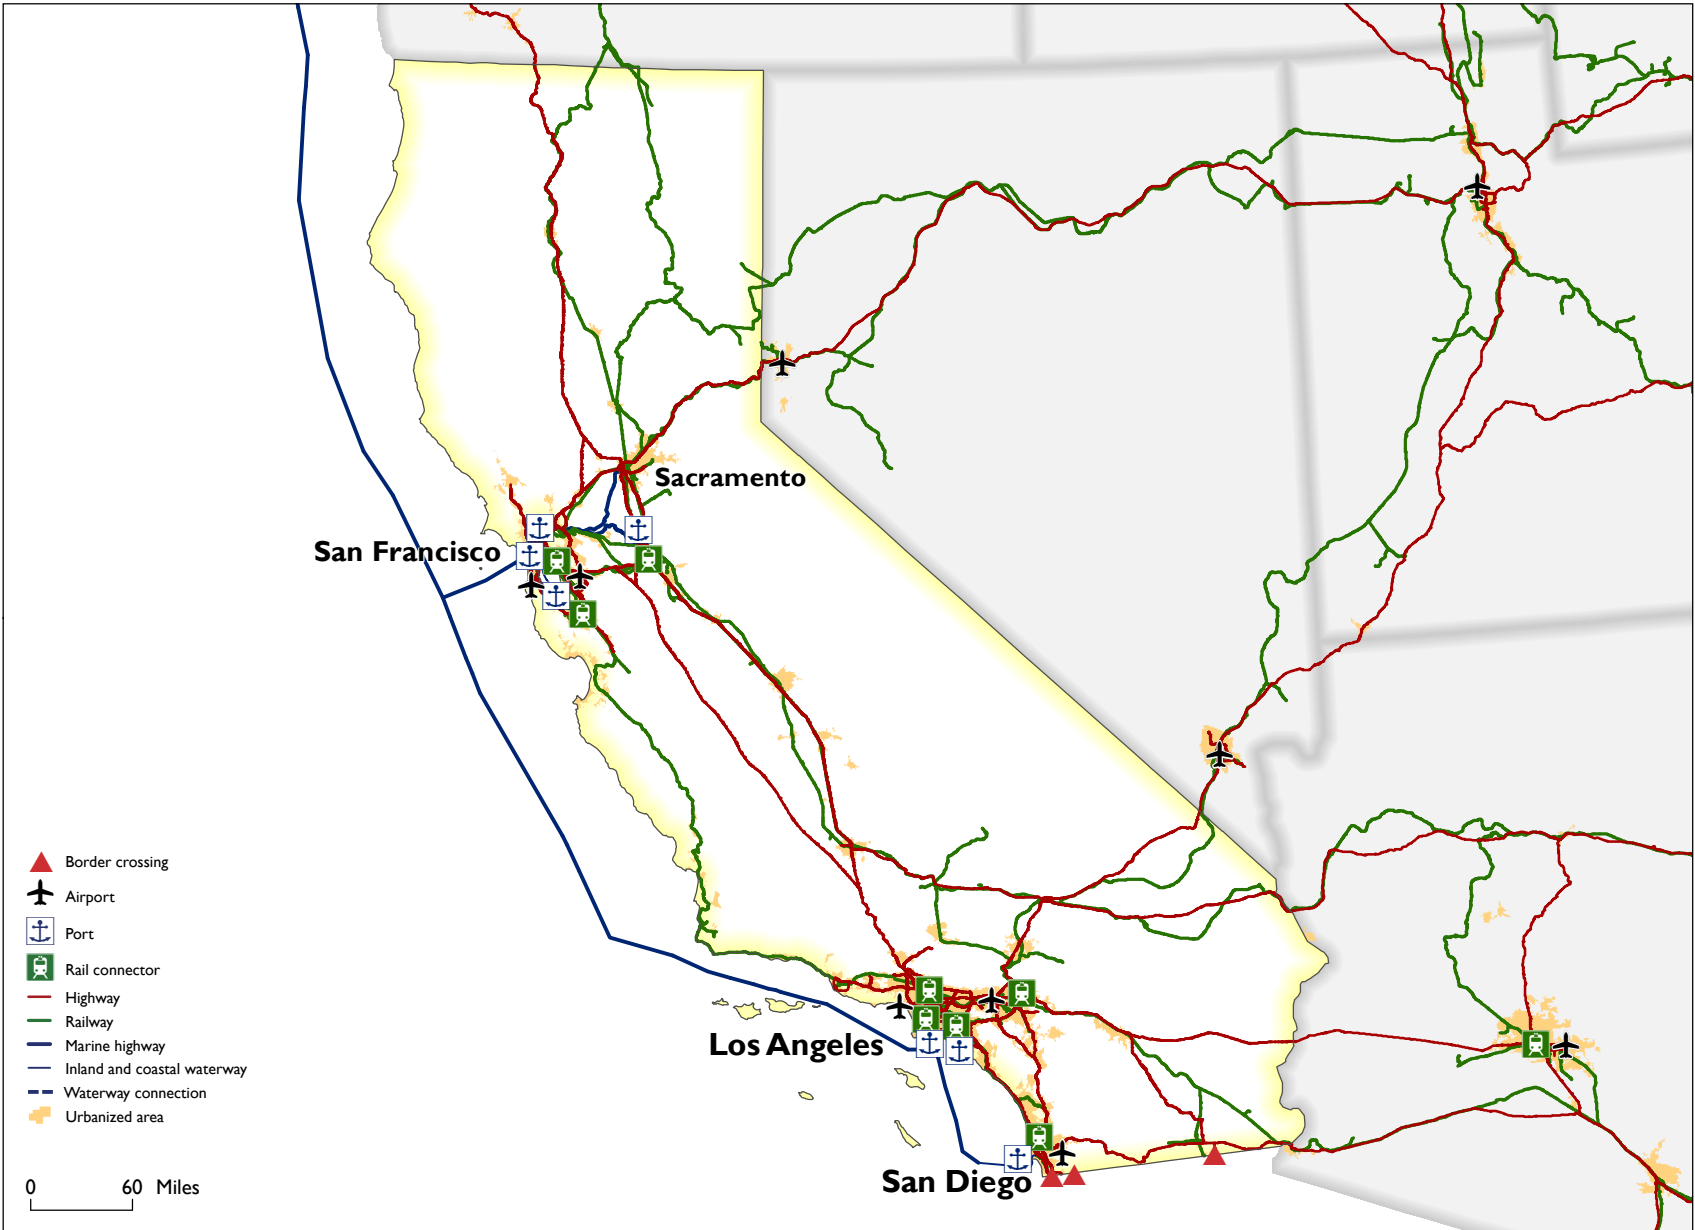 Sacramento
San Francisco
Los Angeles
San Diego
Border crossing
Airport
Port
Rail connector
Highway
Railway
Marine highway
Inland and coastal waterway
Waterway connection
Urbanized area
0 60 Miles